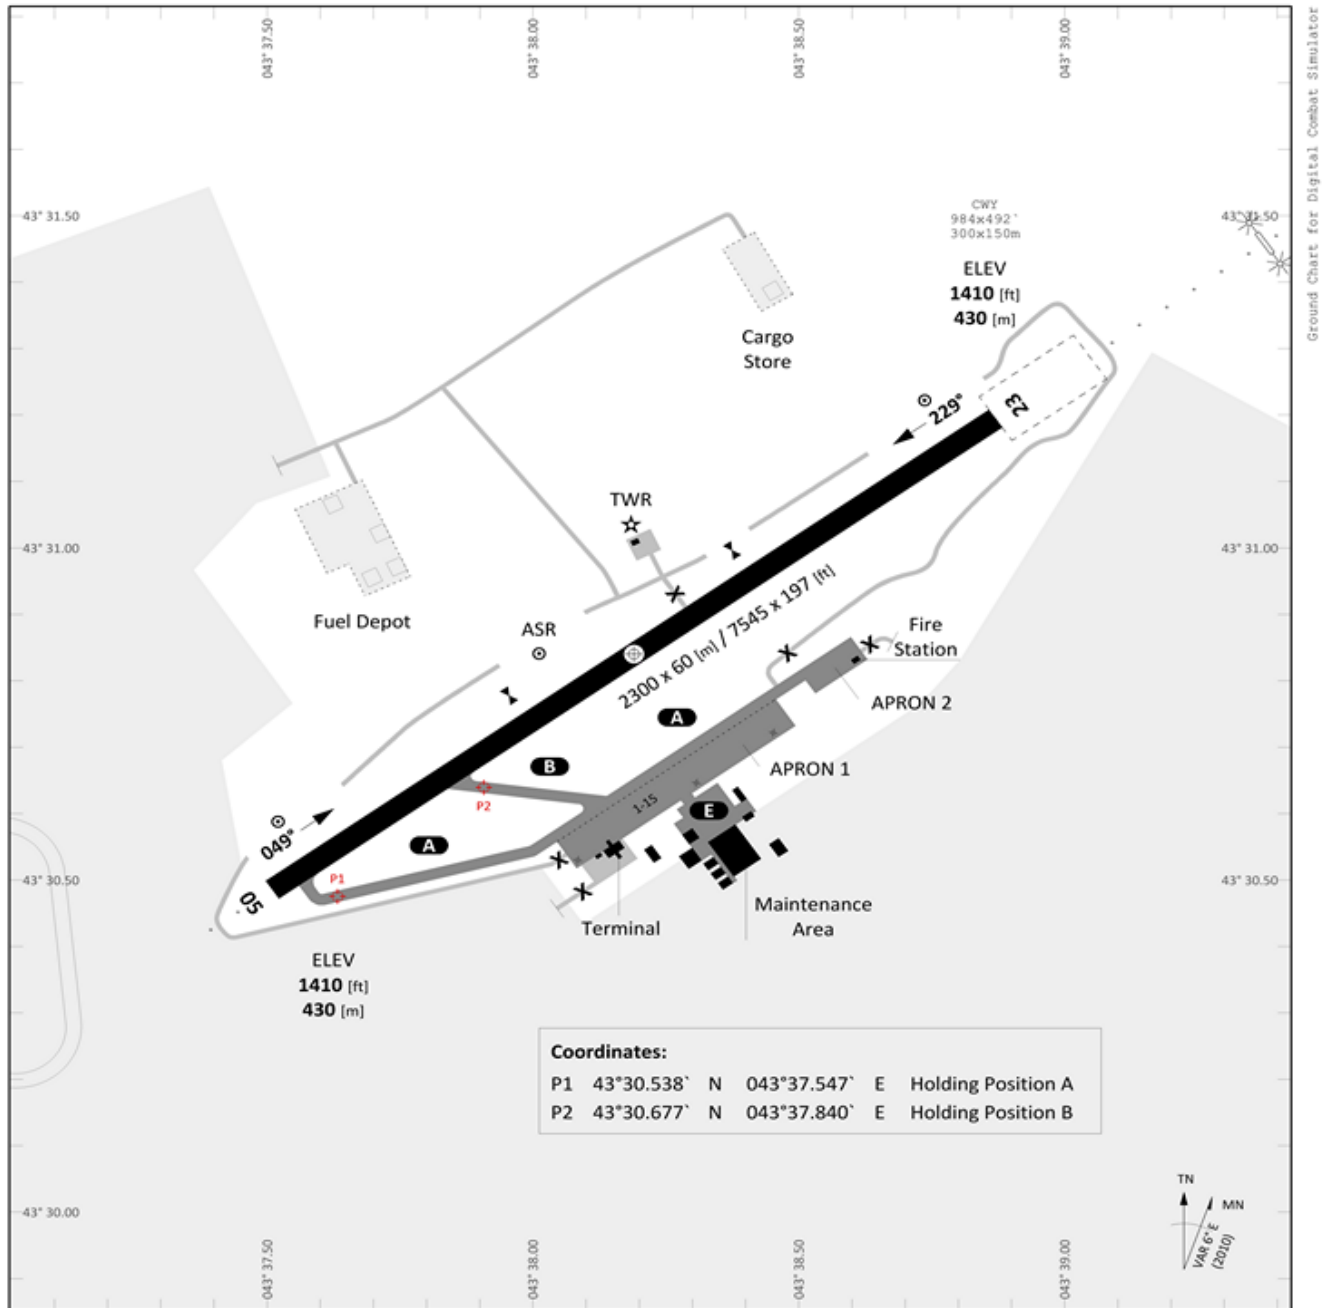 043° 37.50
043° 38.00
043° 38.50
043° 39.00
Ground Chart for Digital Combat Simulator
43° 31.50
CWY
984x492`
300x150m
43° 31.50
ELEV
1410 [ft]
430 [m]
Cargo
Store
23
229°
TWR
43° 31.00
43° 31.00
2300 x 60 [m] / 7545 x 197 [ft]
Fuel Depot
ASR
Fire
Station
APRON 2
A
B
APRON 1
P2
1-15
E
049°
A
P1
43° 30.50
43° 30.50
05
Terminal
Maintenance
Area
ELEV
1410 [ft]
430 [m]
Coordinates:
P1 43°30.538` N 043°37.547` E Holding Position A
P2 43°30.677` N 043°37.840` E Holding Position B
TN
MN
VAR 6° E
(2010)
43° 30.00
43° 30.00
043° 37.50
043° 38.00
043° 38.50
043° 39.00